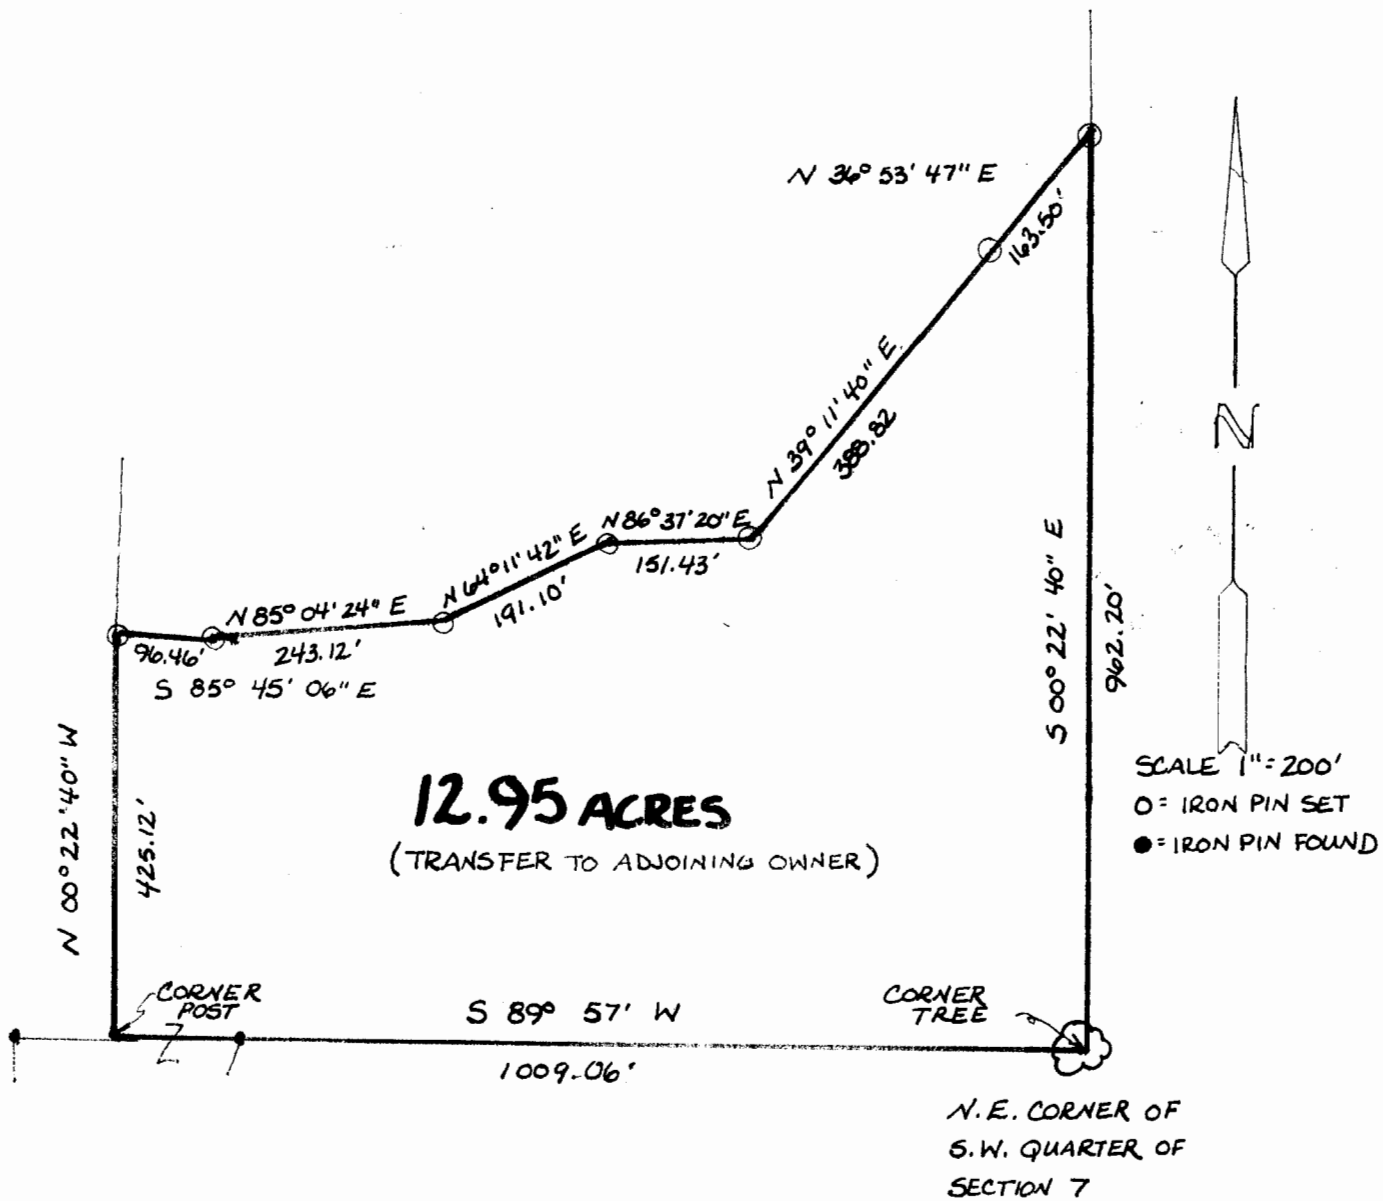 N 36° 53' 47" E
163.50'
N 39° 11' 40" E
388.82
N 86° 37' 20" E
151.43'
N 64° 11' 42" E
191.10'
N 85° 04' 24" E
243.12'
96.46'
S 85° 45' 06" E
N 00° 22' 40" W
425.12'
S 00° 22' 40" E
962.20'
N
SCALE 1" = 200'
O = IRON PIN SET
● = IRON PIN FOUND
12.95 ACRES
(TRANSFER TO ADJOINING OWNER)
CORNER
POST
S 89° 57' W
1009.06'
CORNER
TREE
N.E. CORNER OF
S.W. QUARTER OF
SECTION 7